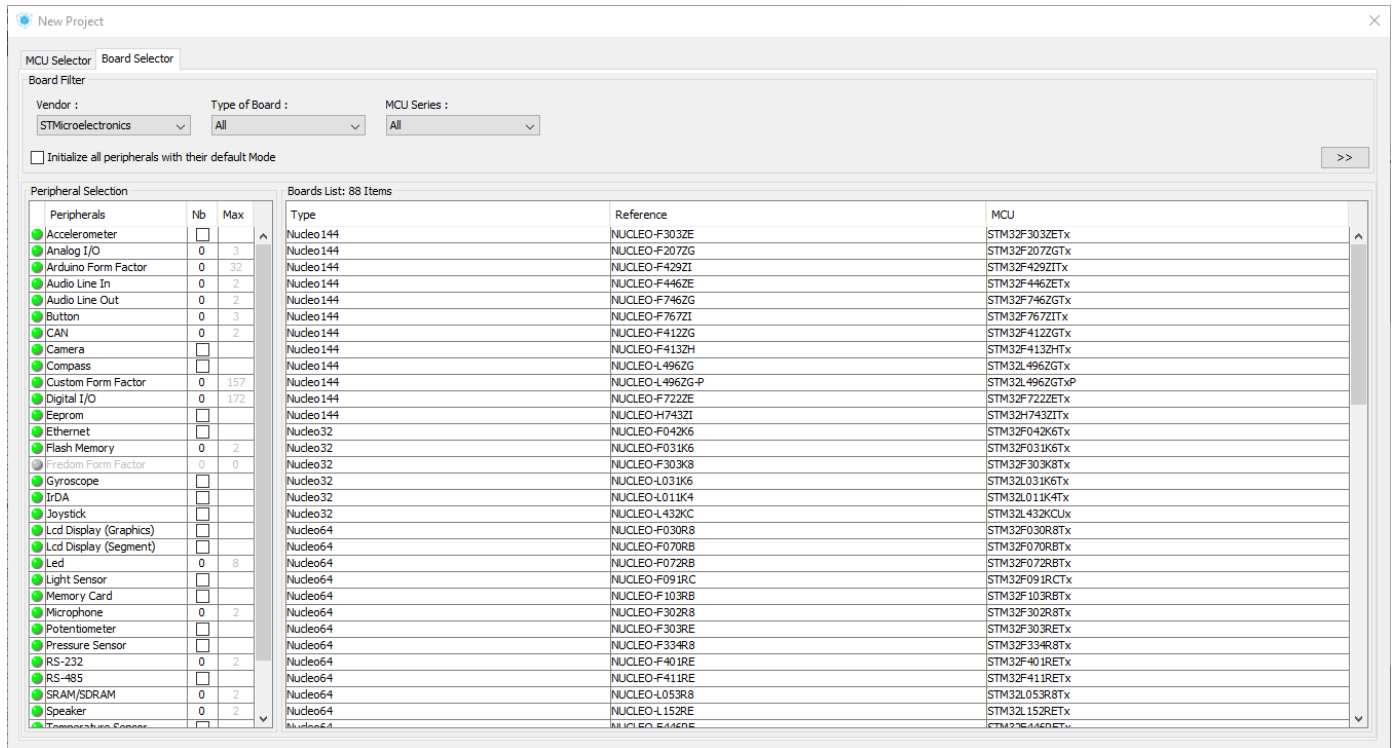 New Project
MCU Selector Board Selector
Board Filter
Vendor : Type of Board : MCU Series :
STMicroelectronics All All
Initialize all peripherals with their default Mode >>
Peripheral Selection Boards List: 88 Items
Peripherals Nb Max Type Reference MCU
Accelerometer Nucleo144 NUCLEO-F303ZE STM32F303ZETx
Analog I/O 0 3 Nucleo144 NUCLEO-F207ZG STM32F207ZGTx
Arduino Form Factor 0 32 Nucleo144 NUCLEO-F429ZI STM32F429ZITx
Audio Line In 0 2 Nucleo144 NUCLEO-F446ZE STM32F446ZETx
Audio Line Out 0 2 Nucleo144 NUCLEO-F746ZG STM32F746ZGTx
Button 0 3 Nucleo144 NUCLEO-F767ZI STM32F767ZITx
CAN 0 2 Nucleo144 NUCLEO-F412ZG STM32F412ZGTx
Camera Nucleo144 NUCLEO-F413ZH STM32F413ZHTx
Compass Nucleo144 NUCLEO-L496ZG STM32L496ZGTx
Custom Form Factor 0 157 Nucleo144 NUCLEO-L496ZG-P STM32L496ZGTxP
Digital I/O 0 172 Nucleo144 NUCLEO-F722ZE STM32F722ZETx
Eeprom Nucleo144 NUCLEO-H743ZI STM32H743ZITx
Ethernet Nucleo32 NUCLEO-F042K6 STM32F042K6Tx
Flash Memory 0 2 Nucleo32 NUCLEO-F031K6 STM32F031K6Tx
Fredom Form Factor 0 0 Nucleo32 NUCLEO-F303K8 STM32F303K8Tx
Gyroscope Nucleo32 NUCLEO-L031K6 STM32L031K6Tx
IrDA Nucleo32 NUCLEO-L011K4 STM32L011K4Tx
Joystick Nucleo32 NUCLEO-L432KC STM32L432KCUx
Lcd Display (Graphics) Nucleo64 NUCLEO-F030R8 STM32F030R8Tx
Lcd Display (Segment) Nucleo64 NUCLEO-F070RB STM32F070RBTx
Led 0 8 Nucleo64 NUCLEO-F072RB STM32F072RBTx
Light Sensor Nucleo64 NUCLEO-F091RC STM32F091RCTx
Memory Card Nucleo64 NUCLEO-F103RB STM32F103RBTx
Microphone 0 2 Nucleo64 NUCLEO-F302R8 STM32F302R8Tx
Potentiometer Nucleo64 NUCLEO-F303RE STM32F303RETx
Pressure Sensor Nucleo64 NUCLEO-F334R8 STM32F334R8Tx
RS-232 0 2 Nucleo64 NUCLEO-F401RE STM32F401RETx
RS-485 Nucleo64 NUCLEO-F411RE STM32F411RETx
SRAM/SDRAM 0 2 Nucleo64 NUCLEO-L053R8 STM32L053R8Tx
Speaker 0 2 Nucleo64 NUCLEO-L152RE STM32L152RETx
Temperature Sensor Nucleo64 NUCLEO-F446RE STM32F446RETx